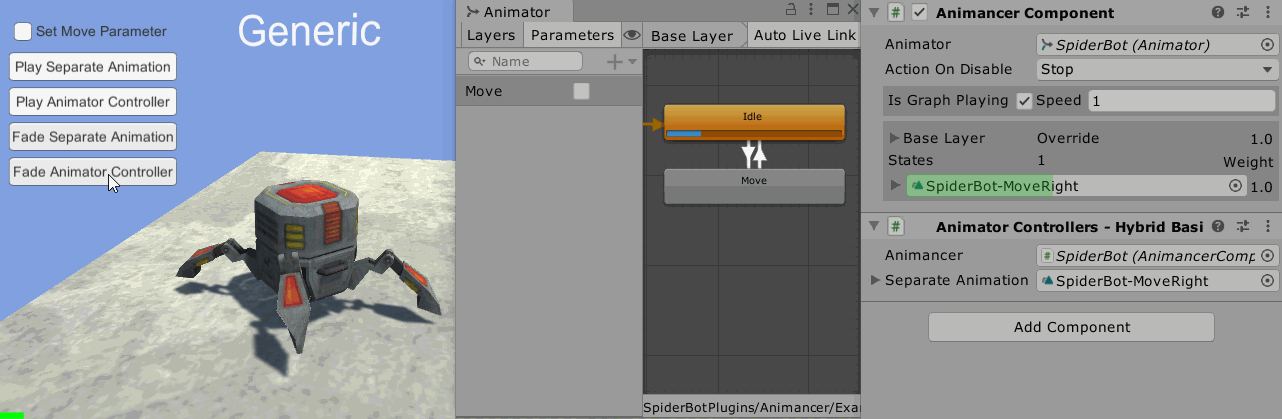 Generic
Set Move Parameter
Play Separate Animation
Play Animator Controller
Fade Separate Animation
Fade Animator Controller
Animator
Layers
Parameters
Base Layer
Auto Live Link
Name
Move
Idle
Move
SpiderBotPlugins/Animancer/Exa
Animancer Component
Animator SpiderBot (Animator)
Action On Disable Stop
Is Graph Playing Speed 1
Base Layer Override 1.0
States 1 Weight
SpiderBot-MoveRight 1.0
Animator Controllers - Hybrid Basi
Animancer SpiderBot (AnimancerComp
Separate Animation SpiderBot-MoveRight
Add Component